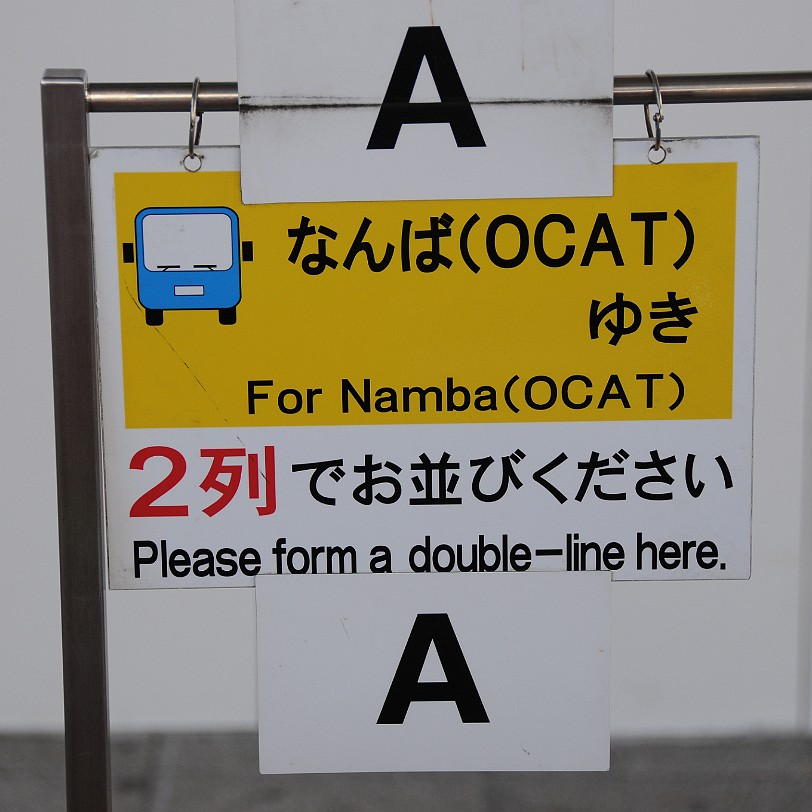 A
なんば(OCAT)
ゆき
For Namba(OCAT)
2列でお並びください
Please form a double-line here.
A